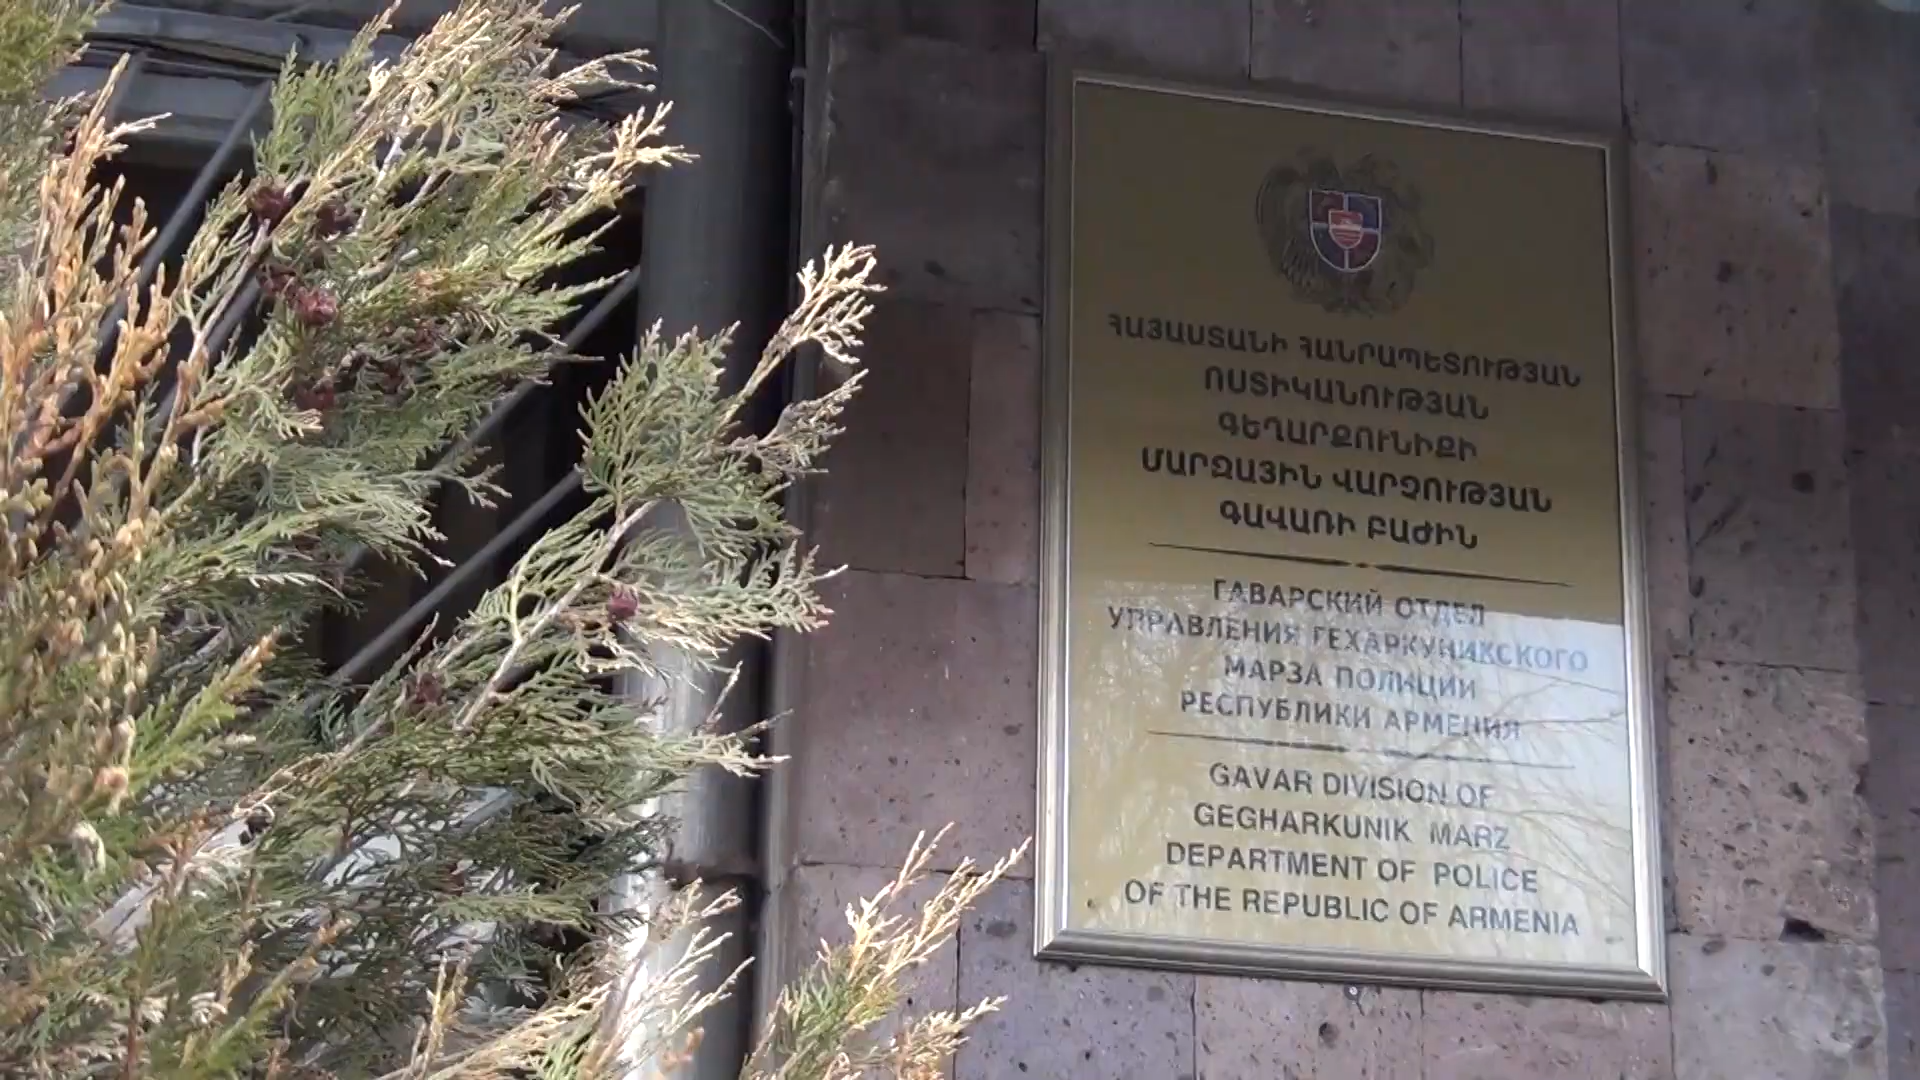 ՀԱՅԱՍՏԱՆԻ ՀԱՆՐԱՊԵՏՈՒԹՅԱՆ
ՈՍՏԻԿԱՆՈՒԹՅԱՆ
ԳԵՂԱՐՔՈՒՆԻՔԻ
ՄԱՐԶԱՅԻՆ ՎԱՐՉՈՒԹՅԱՆ
ԳԱՎԱՌԻ ԲԱԺԻՆ
ГАВАРСКИЙ ОТДЕЛ
УПРАВЛЕНИЯ ГЕХАРКУНИКСКОГО
МАРЗА ПОЛИЦИИ
РЕСПУБЛИКИ АРМЕНИЯ
GAVAR DIVISION OF
GEGHARKUNIK MARZ
DEPARTMENT OF POLICE
OF THE REPUBLIC OF ARMENIA